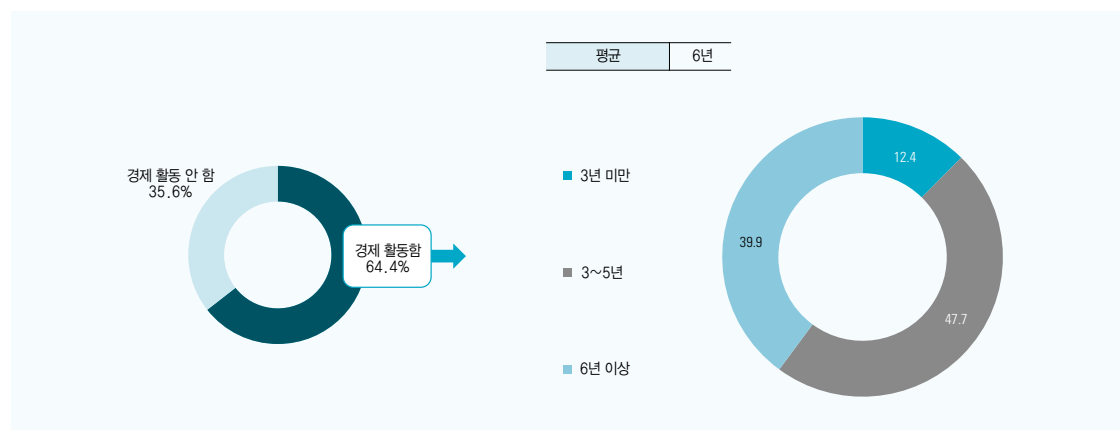 평균 6년
경제 활동 안 함
35.6%
경제 활동함
64.4%
3년 미만
3~5년
6년 이상
12.4
39.9
47.7